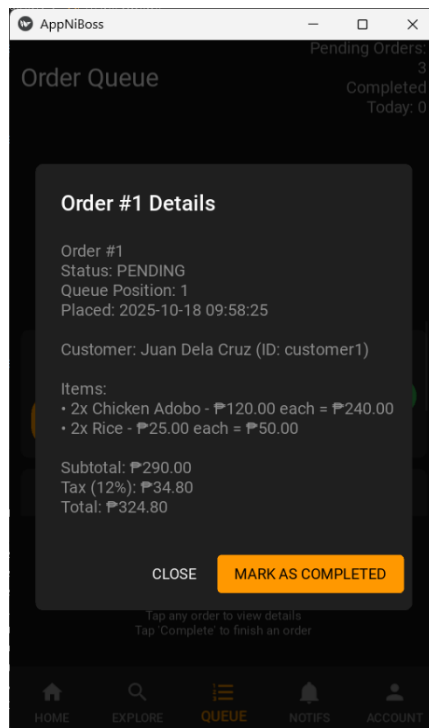 AppNiBoss
Order Queue
Pending Orders:
3
Completed
Today: 0
Order #1 Details
Order #1
Status: PENDING
Queue Position: 1
Placed: 2025-10-18 09:58:25
Customer: Juan Dela Cruz (ID: customer1)
Items:
• 2x Chicken Adobo - ₱120.00 each = ₱240.00
• 2x Rice - ₱25.00 each = ₱50.00
Subtotal: ₱290.00
Tax (12%): ₱34.80
Total: ₱324.80
CLOSE
MARK AS COMPLETED
Tap any order to view details
Tap 'Complete' to finish an order
HOME
EXPLORE
QUEUE
NOTIFS
ACCOUNT